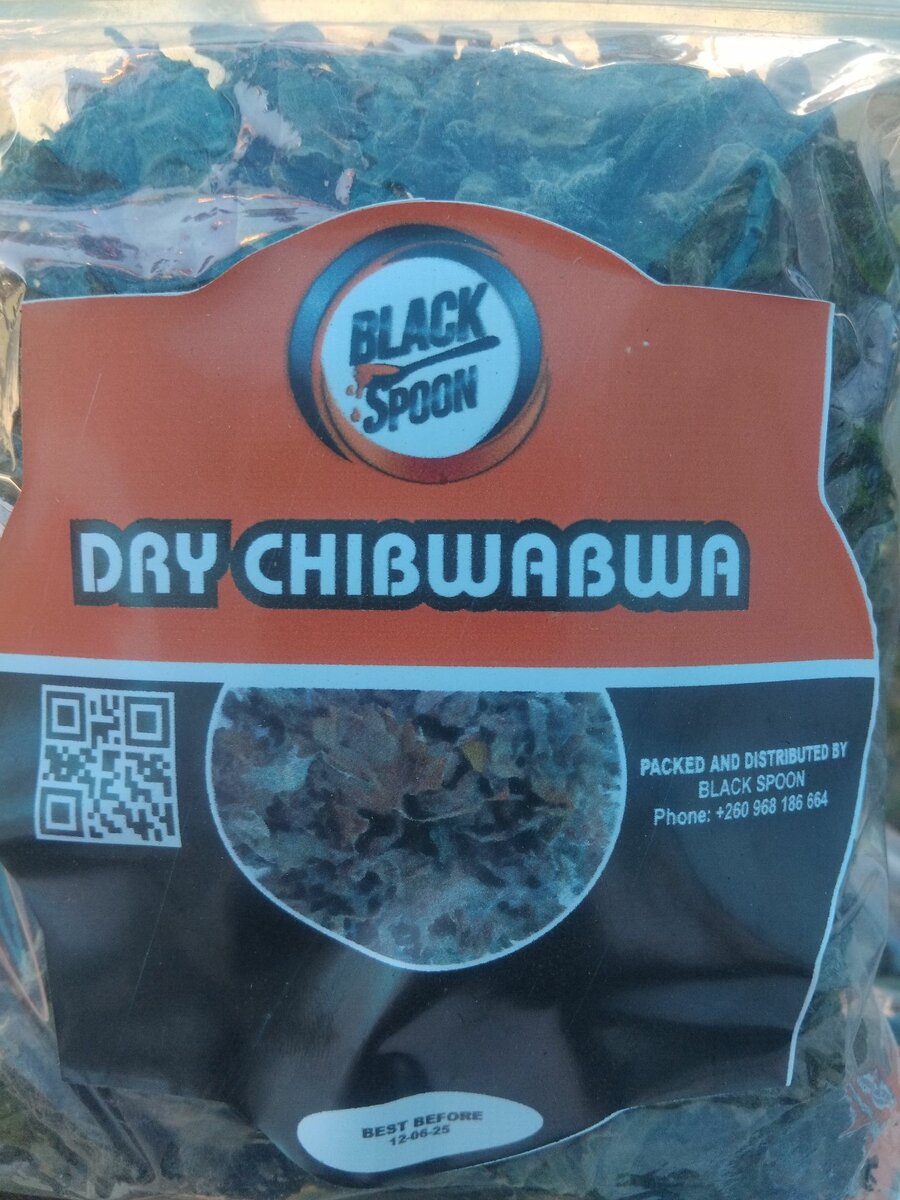 BLACK
SPOON
DRY CHIBWABWA
PACKED AND DISTRIBUTED BY
BLACK SPOON
Phone: +260 968 186 664
BEST BEFORE
12-06-25